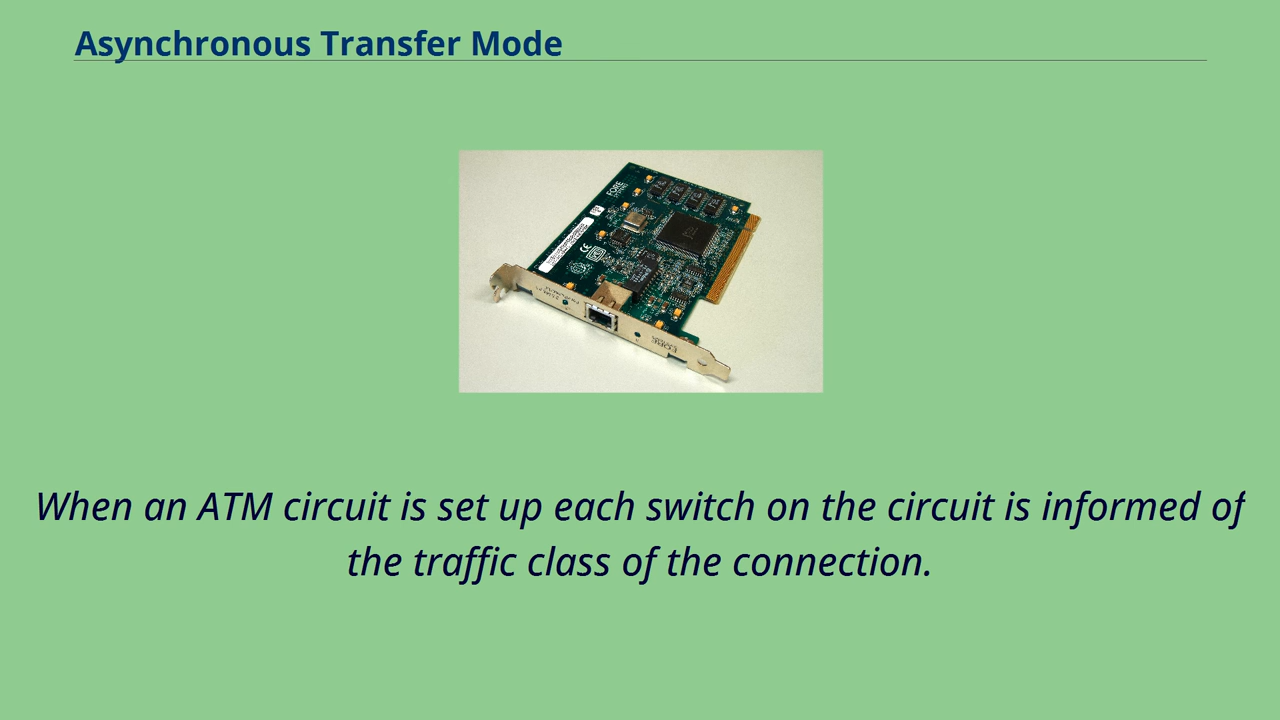 Asynchronous Transfer Mode
FORE
When an ATM circuit is set up each switch on the circuit is informed of
the traffic class of the connection.